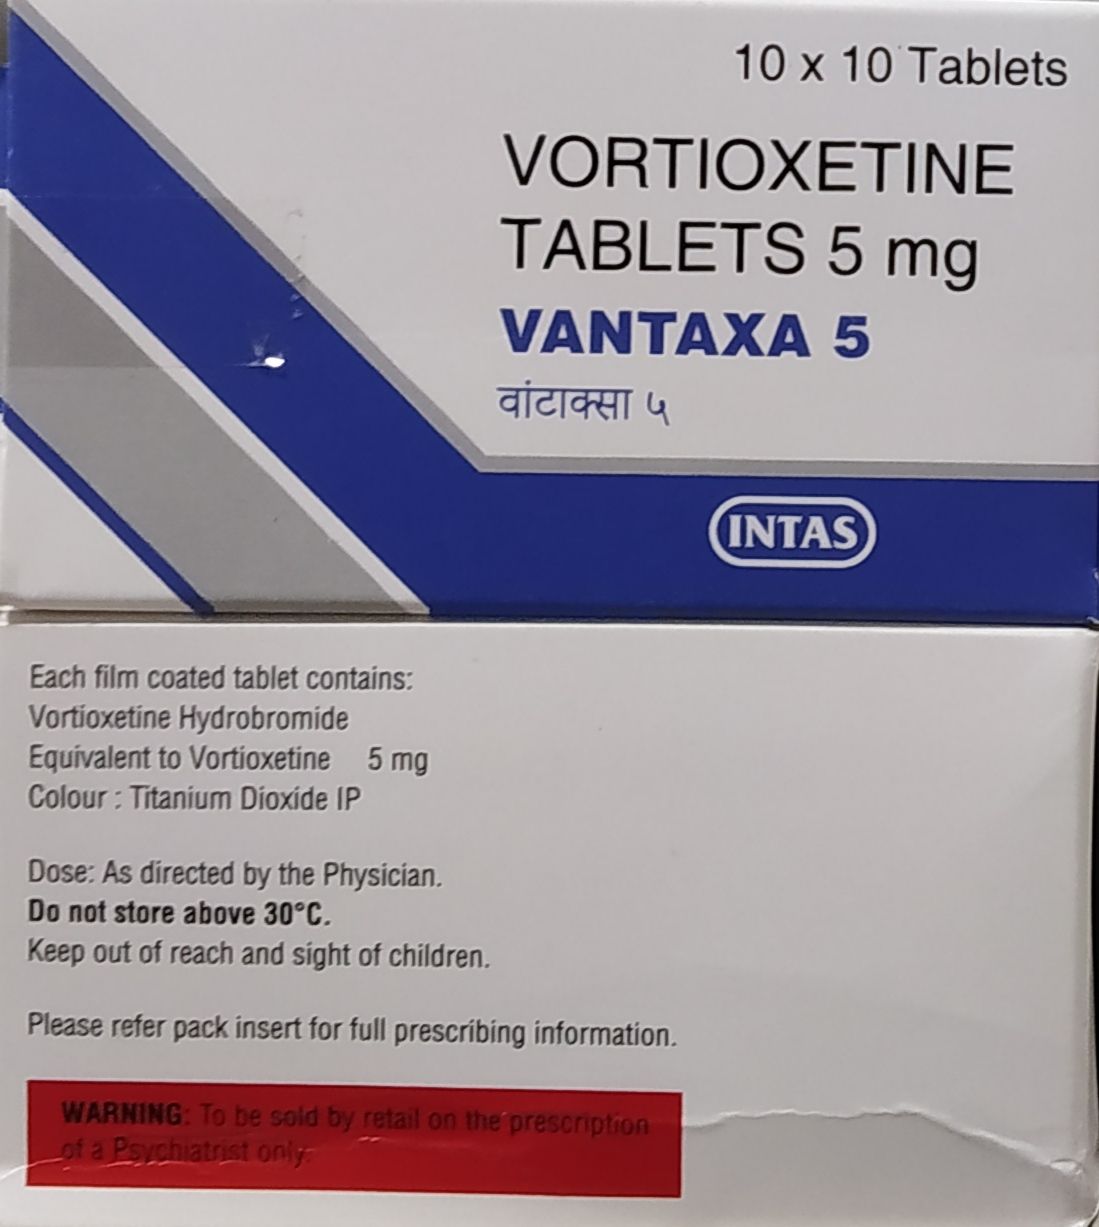 10 x 10 Tablets
VORTIOXETINE
TABLETS 5 mg
VANTAXA 5
वांटाक्सा ५
INTAS
Each film coated tablet contains:
Vortioxetine Hydrobromide
Equivalent to Vortioxetine 5 mg
Colour : Titanium Dioxide IP
Dose: As directed by the Physician.
Do not store above 30°C.
Keep out of reach and sight of children.
Please refer pack insert for full prescribing information.
WARNING: To be sold by retail on the prescription
of a Psychiatrist only.